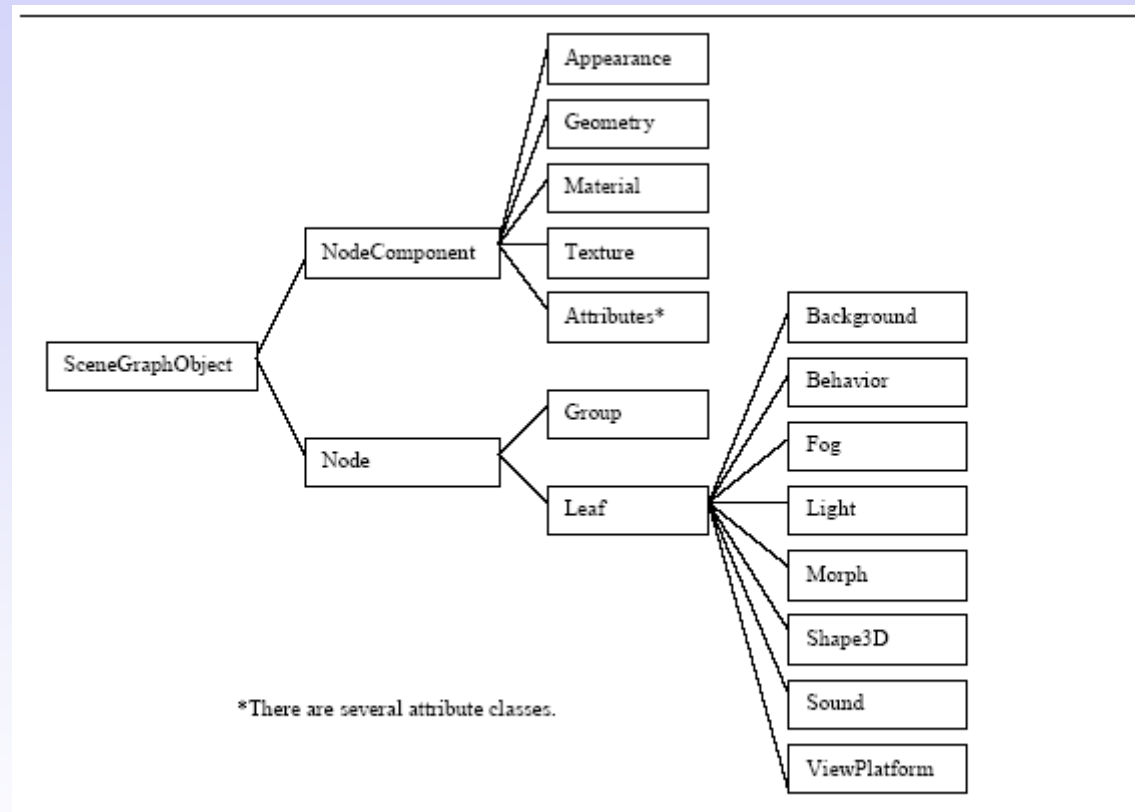 Appearance
Geometry
Material
NodeComponent
Texture
Attributes*
Background
SceneGraphObject
Behavior
Group
Fog
Node
Leaf
Light
Morph
Shape3D
*There are several attribute classes.
Sound
ViewPlatform